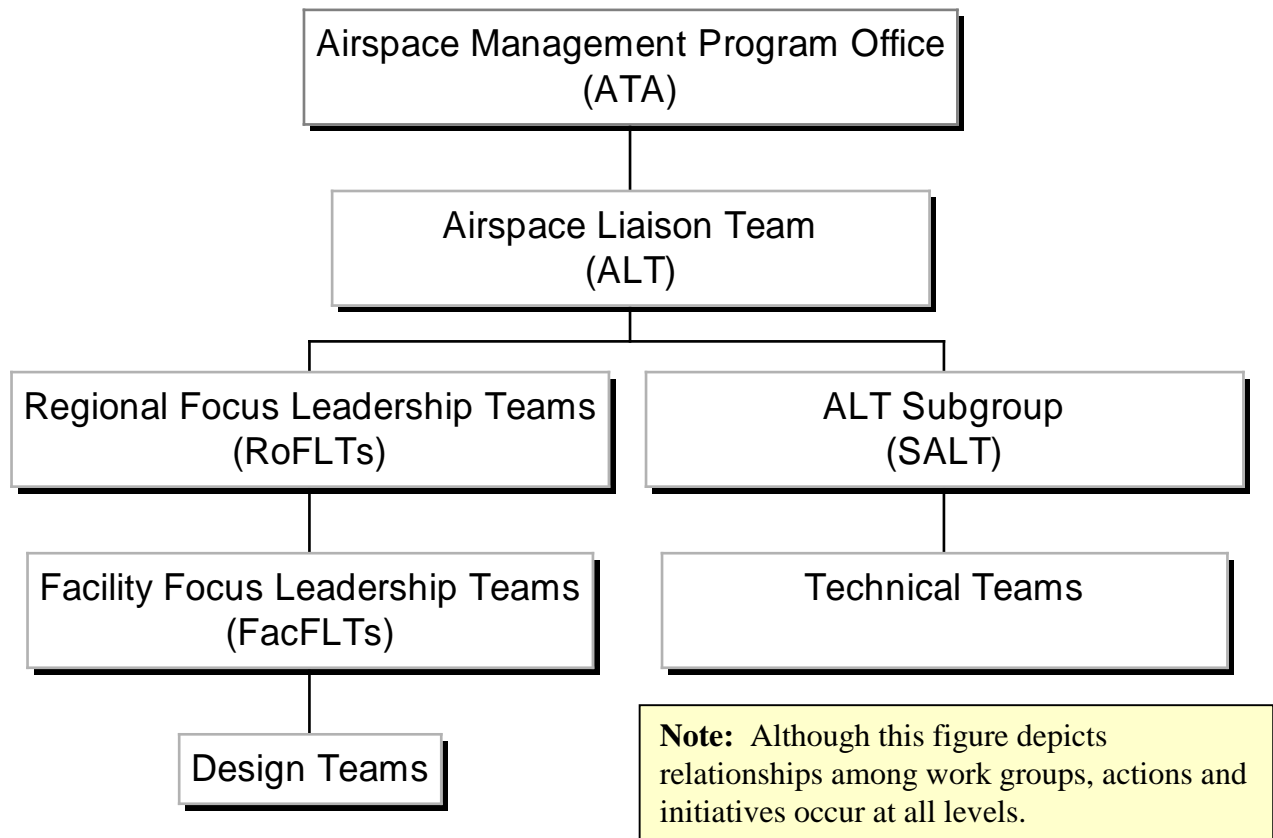 Airspace Management Program Office
(ATA)
Airspace Liaison Team
(ALT)
Regional Focus Leadership Teams
(RoFLTs)
ALT Subgroup
(SALT)
Facility Focus Leadership Teams
(FacFLTs)
Technical Teams
Design Teams
Note: Although this figure depicts
relationships among work groups, actions and
initiatives occur at all levels.